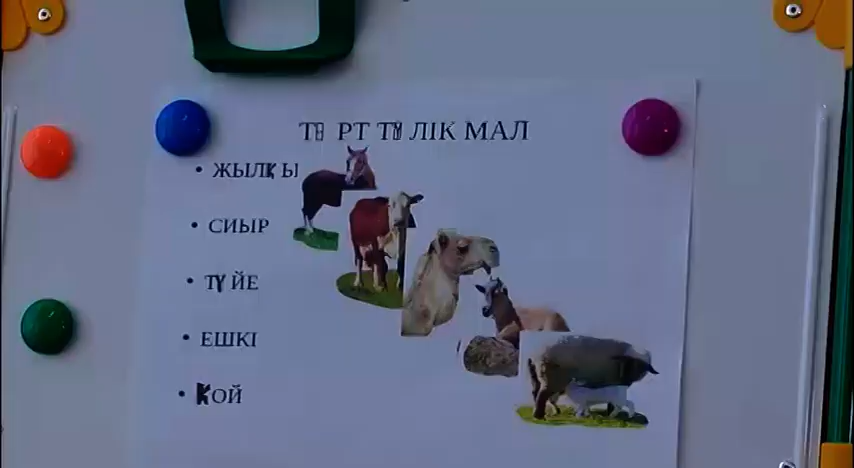 ТӨРТ ТҮЛІК МАЛ
• ЖЫЛҚЫ
• СИЫР
• ТҮЙЕ
• ЕШКІ
• ҚОЙ